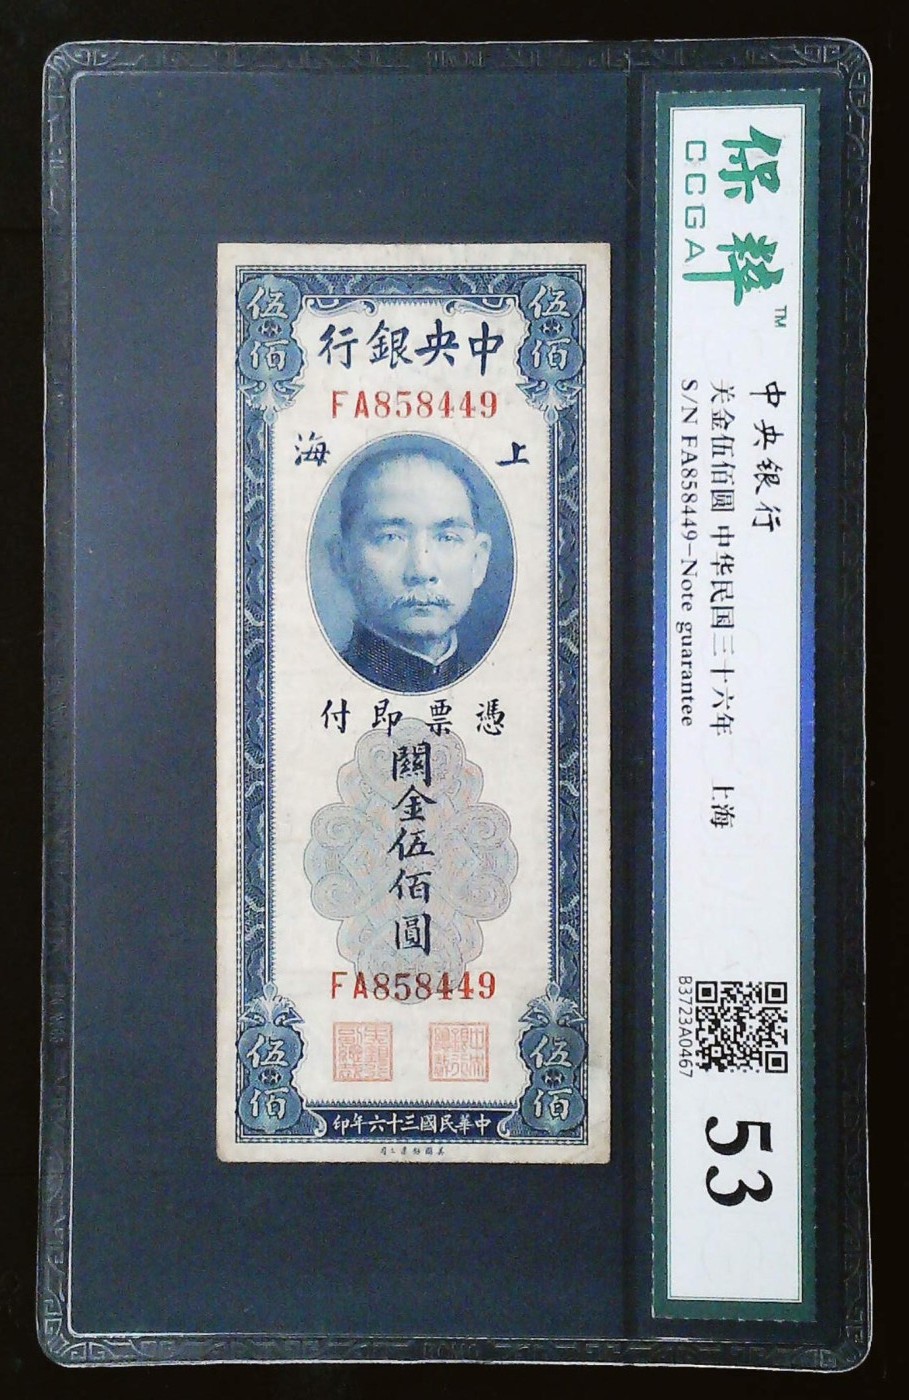 伍佰 伍佰
中央銀行
FA858449
上海
憑票即付
關金伍佰圓
FA858449
伍佰 伍佰
中華民國三十六年印
保粹™
CCGA
中央银行
关金伍佰圆 中华民国三十六年 上海
S/N FA858449-Note guarantee
B3723A0467
53